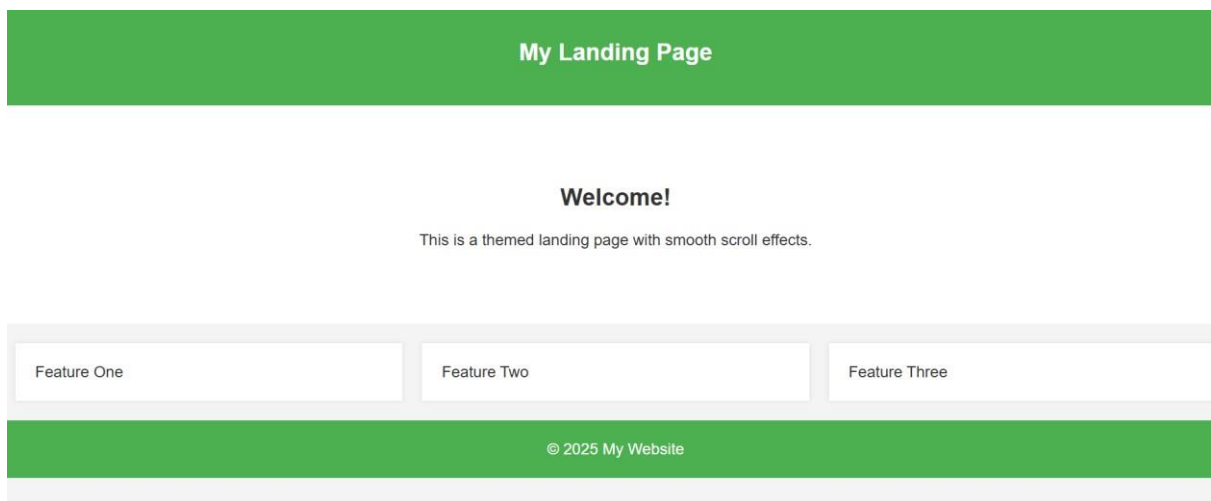 My Landing Page
Welcome!
This is a themed landing page with smooth scroll effects.
Feature One
Feature Two
Feature Three
© 2025 My Website